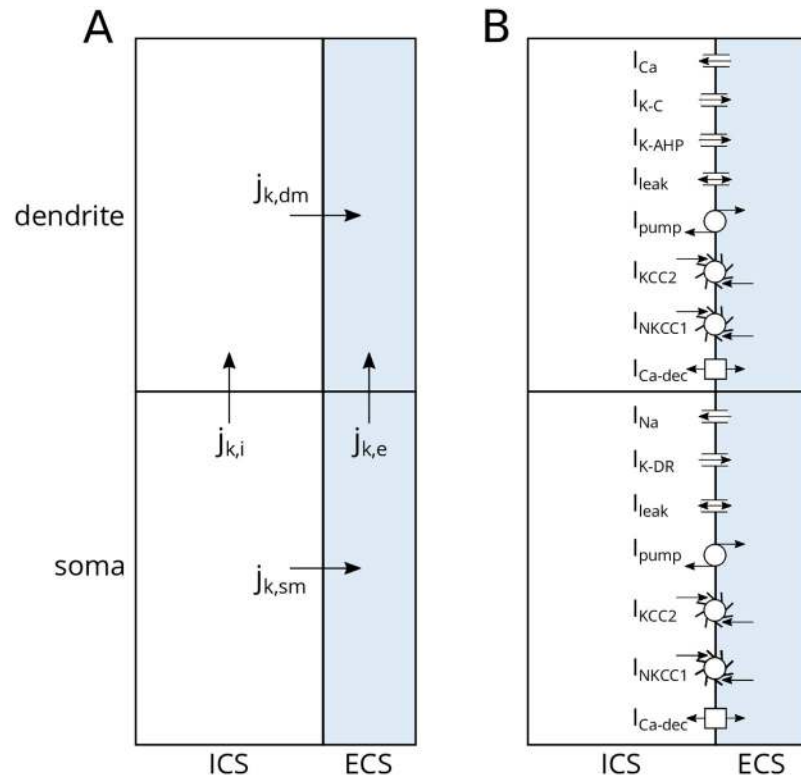 A
dendrite
j_k,dm
j_k,i
j_k,e
soma
j_k,sm
ICS
ECS
B
I_Ca
I_K-C
I_K-AHP
I_leak
I_pump
I_KCC2
I_NKCC1
I_Ca-dec
I_Na
I_K-DR
I_leak
I_pump
I_KCC2
I_NKCC1
I_Ca-dec
ICS
ECS